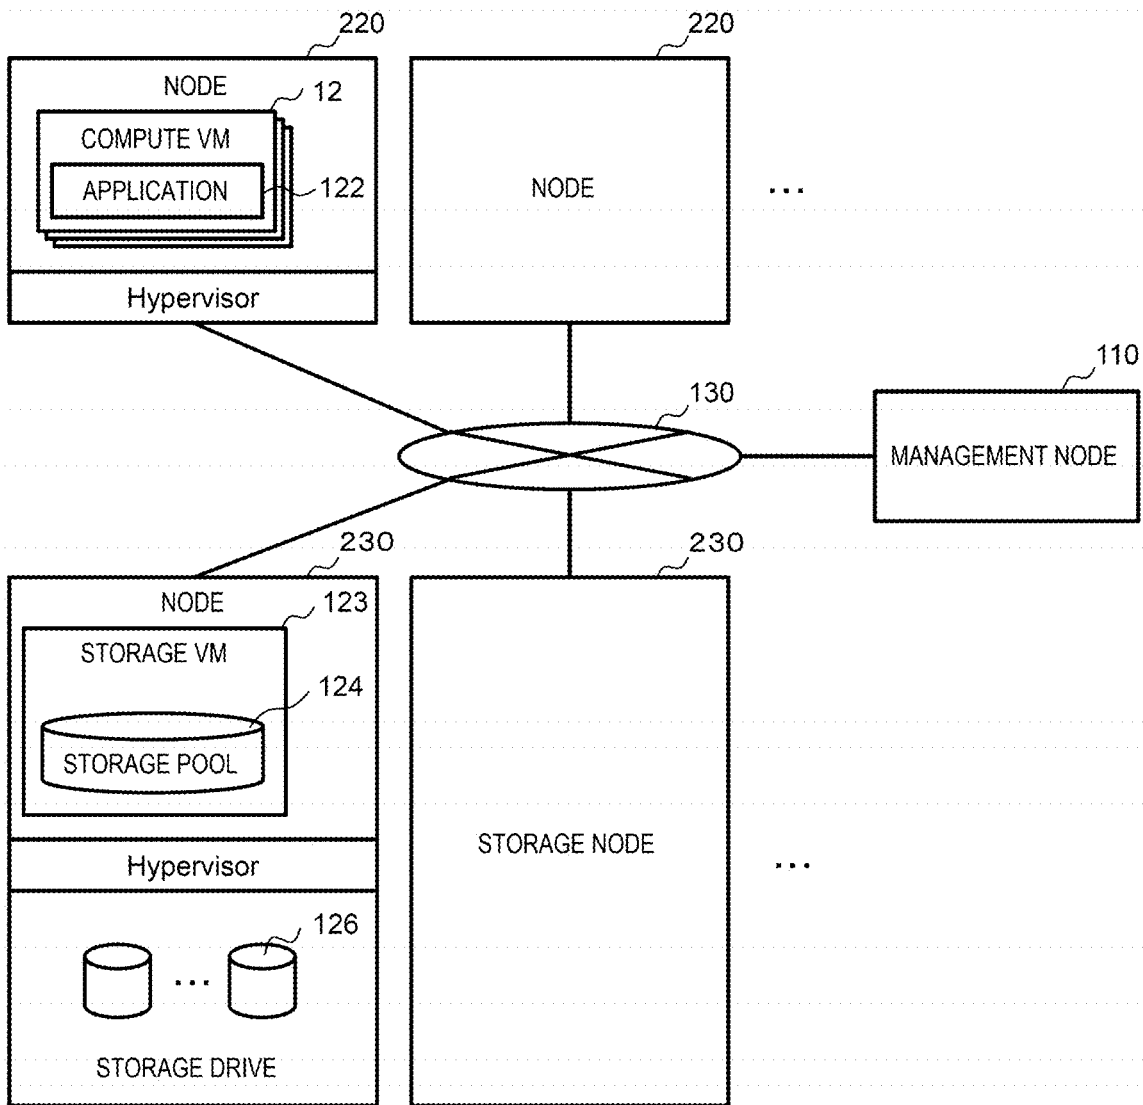 220
220
NODE
12
COMPUTE VM
APPLICATION
122
NODE
...
Hypervisor
110
130
MANAGEMENT NODE
230
230
NODE
123
STORAGE VM
124
STORAGE POOL
STORAGE NODE
...
Hypervisor
126
...
STORAGE DRIVE